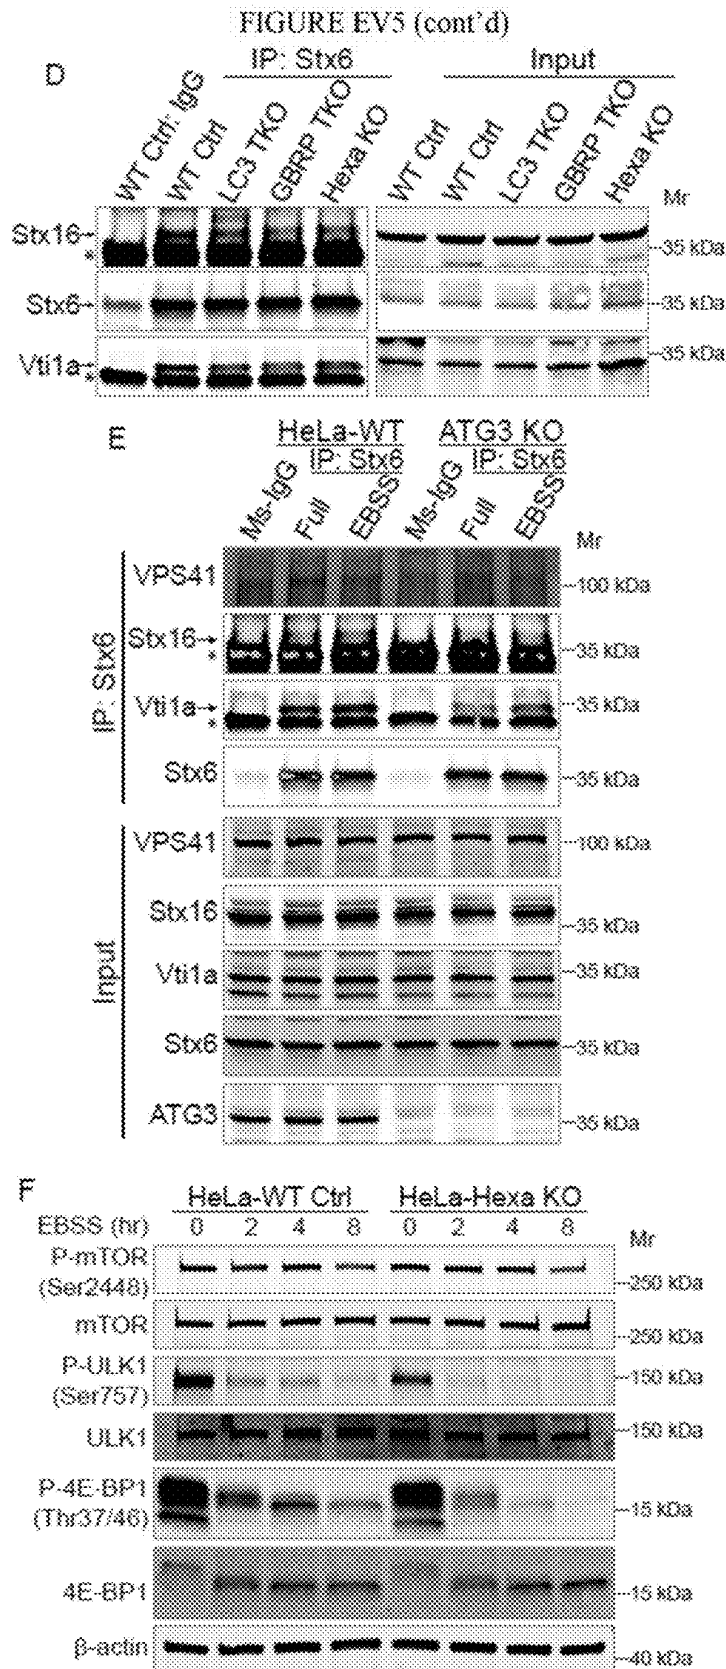 FIGURE EV5 (cont'd)
D
IP: Stx6 Input
WT Ctrl: IgG WT Ctrl LC3 TKO GBRP TKO Hexa KO WT Ctrl WT Ctrl LC3 TKO GBRP TKO Hexa KO Mr
Stx16 35 kDa
*
Stx6 35 kDa
Vti1a 35 kDa
*
E
HeLa-WT ATG3 KO
IP: Stx6 IP: Stx6
Ms-IgG Full EBSS Ms-IgG Full EBSS Mr
IP: Stx6
VPS41 100 kDa
Stx16 35 kDa
*
Vti1a 35 kDa
*
Stx6 35 kDa
Input
VPS41 100 kDa
Stx16 35 kDa
Vti1a 35 kDa
Stx6 35 kDa
ATG3 35 kDa
F
HeLa-WT Ctrl HeLa-Hexa KO
EBSS (hr) 0 2 4 8 0 2 4 8 Mr
P-mTOR
(Ser2448) 250 kDa
mTOR 250 kDa
P-ULK1 150 kDa
(Ser757)
ULK1 150 kDa
P-4E-BP1
(Thr37/46) 15 kDa
4E-BP1 15 kDa
β-actin 40 kDa